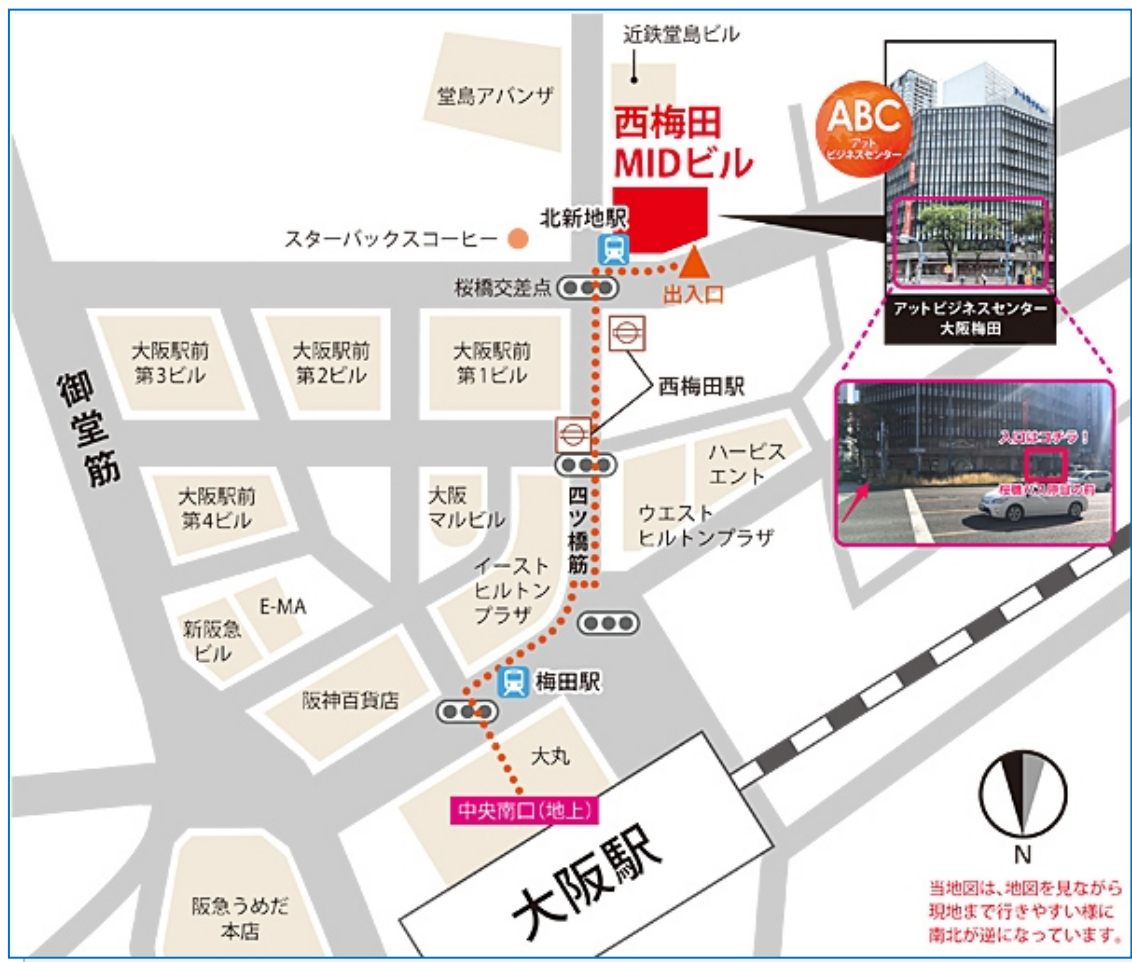 近鉄堂島ビル
堂島アバンザ
西梅田
MIDビル
ABC
アット
ビジネスセンター
北新地駅
スターバックスコーヒー
桜橋交差点
出入口
アットビジネスセンター
大阪梅田
大阪駅前
第3ビル
大阪駅前
第2ビル
大阪駅前
第1ビル
西梅田駅
御堂筋
入口はコチラ!
ハービス
エント
大阪駅前
第4ビル
大阪
マルビル
四ツ橋筋
ウエスト
ヒルトンプラザ
イースト
ヒルトン
プラザ
E-MA
新阪急
ビル
梅田駅
阪神百貨店
大丸
中央南口(地上)
大阪駅
N
阪急うめだ
本店
当地図は、地図を見ながら
現地まで行きやすい様に
南北が逆になっています。